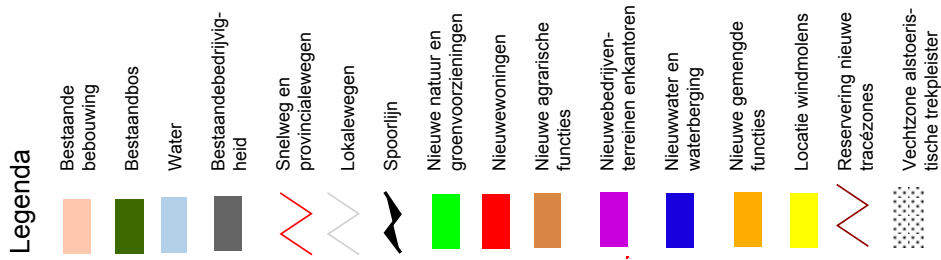 Legenda
Bestaande
bebouwing
Bestaandbos
Water
Bestaandebedrijvig-
heid
Snelweg en
provincialewegen
Lokalewegen
Spoorlijn
Nieuwe natuur en
groenvoorzieningen
Nieuwewoningen
Nieuwe agrarische
functies
Nieuwebedrijven-
terreinen enkantoren
Nieuwwater en
waterberging
Nieuwe gemengde
functies
Locatie windmolens
Reservering nieuwe
tracézones
Vechtzone alstoeris-
tische trekpleister